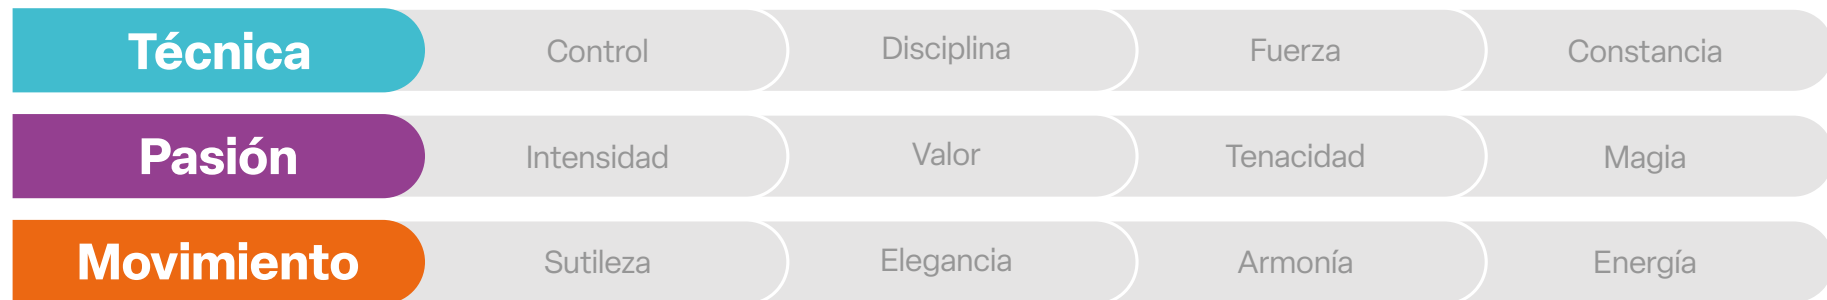 Técnica Control Disciplina Fuerza Constancia
Pasión Intensidad Valor Tenacidad Magia
Movimiento Sutileza Elegancia Armonía Energía